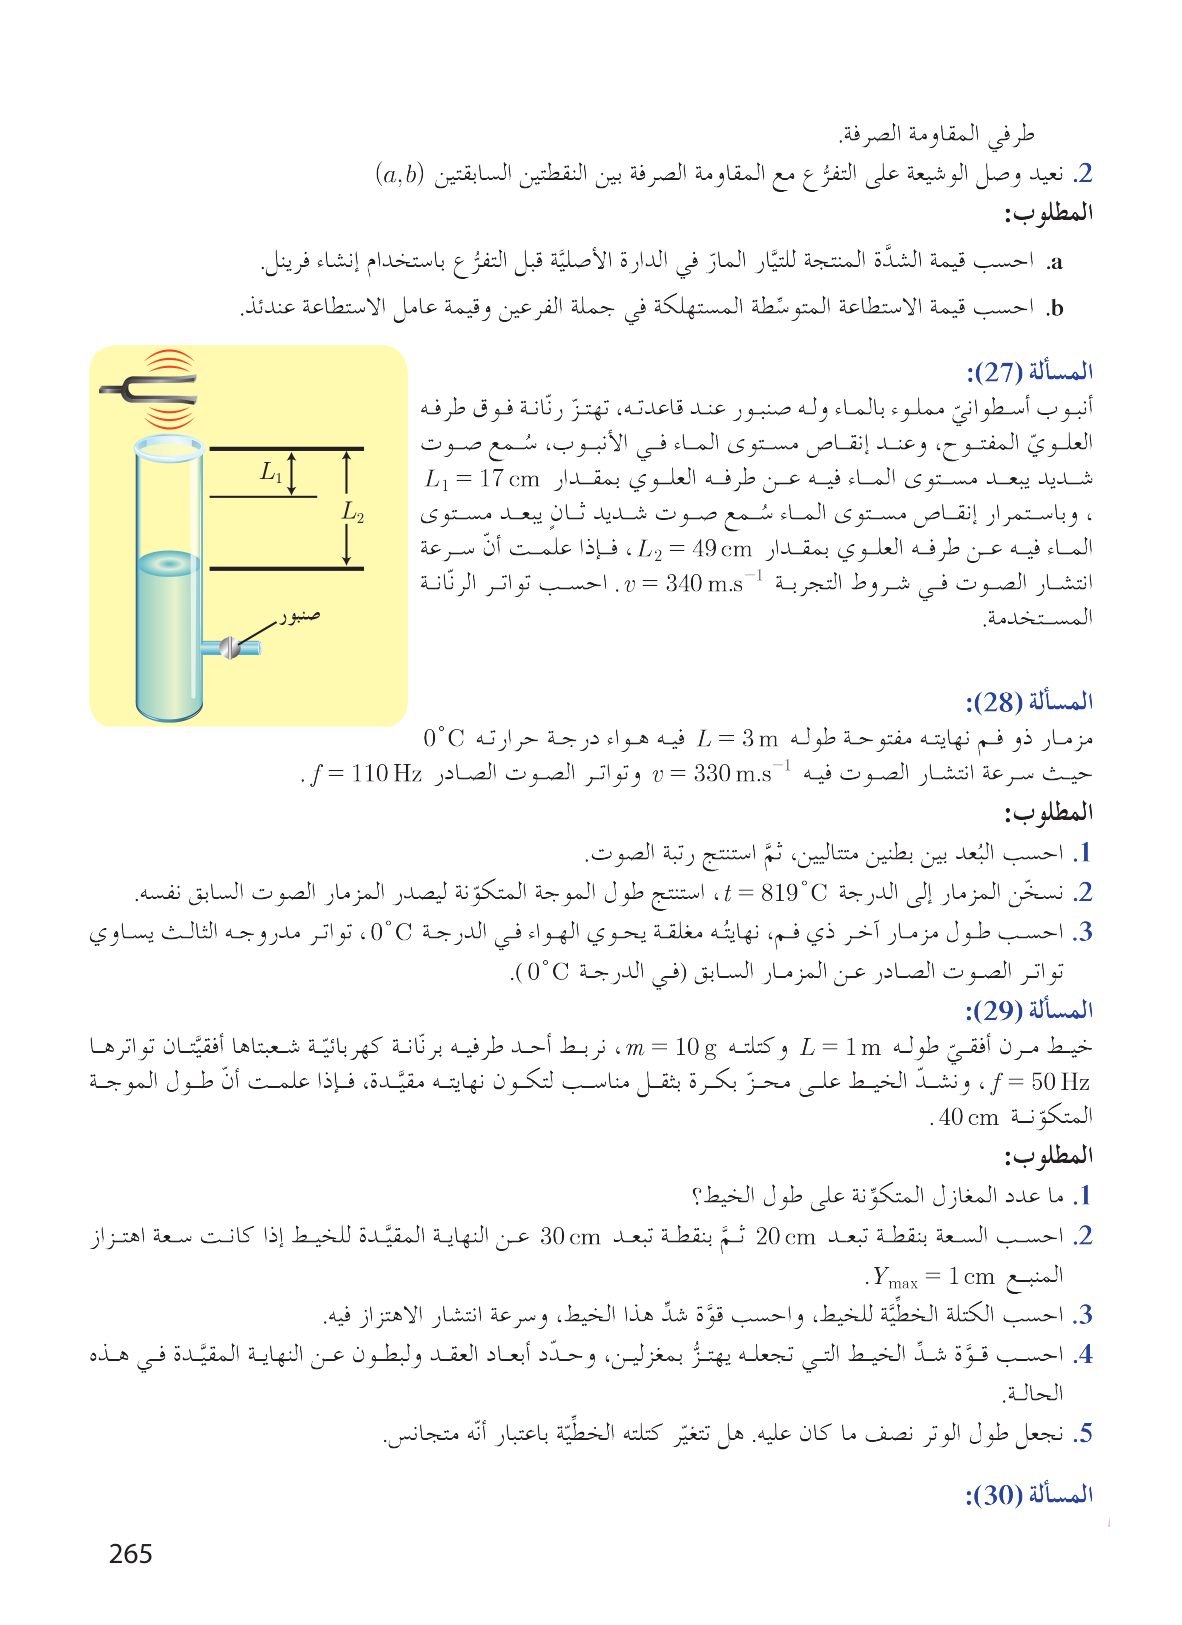 طرفي المقاومة الصرفة.
2. نعيد وصل الوشيعة على التفرُّع مع المقاومة الصرفة بين النقطتين السابقتين (a,b)
المطلوب:
a. احسب قيمة الشدَّة المنتجة للتيَّار المارّ في الدارة الأصليَّة قبل التفرُّع باستخدام إنشاء فرينل.
b. احسب قيمة الاستطاعة المتوسِّطة المستهلكة في جملة الفرعين وقيمة عامل الاستطاعة عندئذ.
المسألة (27):
أنبوب أسطوانيّ مملوء بالماء وله صنبور عند قاعدته، تهتزّ رنّانة فوق طرفه
العلويّ المفتوح، وعند إنقاص مستوى الماء في الأنبوب، سُمع صوت
شديد يبعد مستوى الماء فيه عن طرفه العلوي بمقدار L₁ = 17 cm
، وباستمرار إنقاص مستوى الماء سُمع صوت شديد ثانٍ يبعد مستوى
الماء فيه عن طرفه العلوي بمقدار L₂ = 49 cm، فإذا علمت أنّ سرعة
انتشار الصوت في شروط التجربة v = 340 m.s⁻¹. احسب تواتر الرنّانة
المستخدمة.
L₁
L₂
صنبور
المسألة (28):
مزمار ذو فم نهايته مفتوحة طوله L = 3 m فيه هواء درجة حرارته 0°C
حيث سرعة انتشار الصوت فيه v = 330 m.s⁻¹ وتواتر الصوت الصادر f = 110 Hz.
المطلوب:
1. احسب البُعد بين بطنين متتاليين، ثمَّ استنتج رتبة الصوت.
2. نسخّن المزمار إلى الدرجة t = 819°C، استنتج طول الموجة المتكوّنة ليصدر المزمار الصوت السابق نفسه.
3. احسب طول مزمار آخر ذي فم، نهايتُه مغلقة يحوي الهواء في الدرجة 0°C، تواتر مدروجه الثالث يساوي
تواتر الصوت الصادر عن المزمار السابق (في الدرجة 0°C).
المسألة (29):
خيط مرن أفقيّ طوله L = 1 m وكتلته m = 10 g، نربط أحد طرفيه برنّانة كهربائيّة شعبتاها أفقيَّتان تواترها
f = 50 Hz، ونشدّ الخيط على محزّ بكرة بثقل مناسب لتكون نهايته مقيَّدة، فإذا علمت أنّ طول الموجة
المتكوّنة 40 cm.
المطلوب:
1. ما عدد المغازل المتكوِّنة على طول الخيط؟
2. احسب السعة بنقطة تبعد 20 cm ثمَّ بنقطة تبعد 30 cm عن النهاية المقيَّدة للخيط إذا كانت سعة اهتزاز
المنبع Ymax = 1 cm.
3. احسب الكتلة الخطِّيَّة للخيط، واحسب قوَّة شدِّ هذا الخيط، وسرعة انتشار الاهتزاز فيه.
4. احسب قوَّة شدِّ الخيط التي تجعله يهتزُّ بمغزلين، وحدّد أبعاد العقد ولبطون عن النهاية المقيَّدة في هذه
الحالة.
5. نجعل طول الوتر نصف ما كان عليه. هل تتغيّر كتلته الخطِّيّة باعتبار أنّه متجانس.
المسألة (30):
265